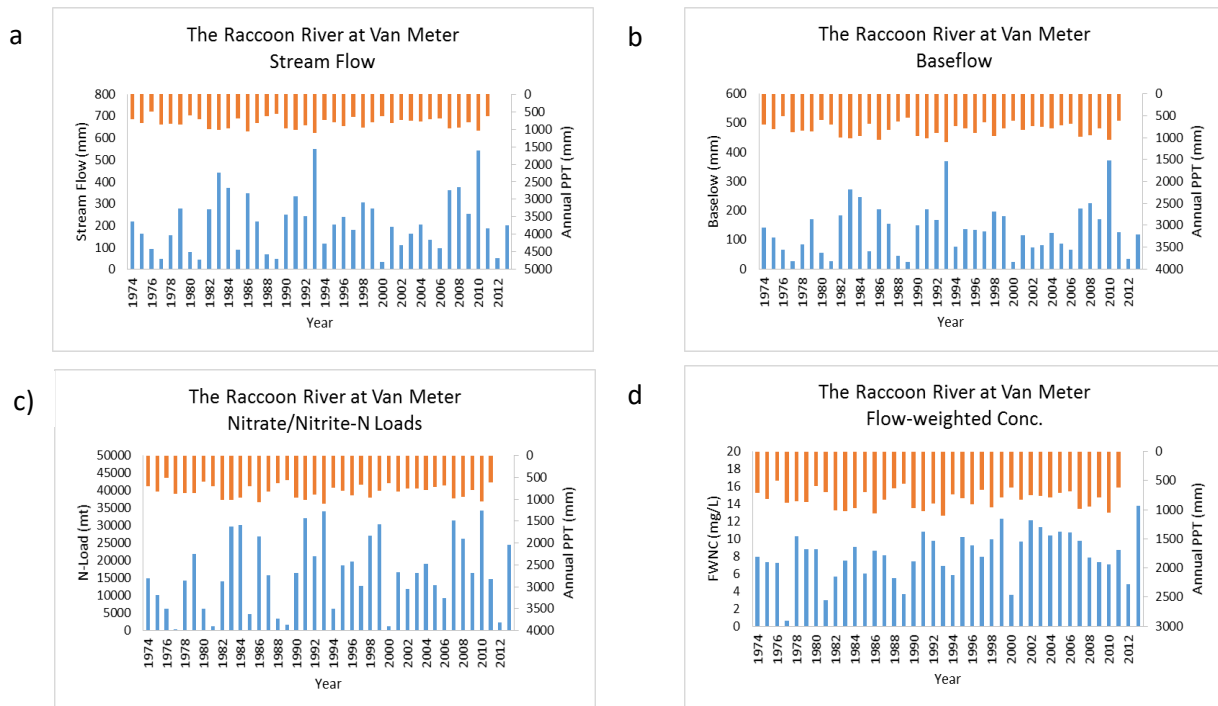 a
The Raccoon River at Van Meter
Stream Flow
800
700
600
500
400
300
200
100
0
Stream Flow (mm)
0
500
1000
1500
2000
2500
3000
3500
4000
4500
5000
Annual PPT (mm)
1974 1976 1978 1980 1982 1984 1986 1988 1990 1992 1994 1996 1998 2000 2002 2004 2006 2008 2010 2012
Year
b
The Raccoon River at Van Meter
Baseflow
600
500
400
300
200
100
0
Baselow (mm)
0
500
1000
1500
2000
2500
3000
3500
4000
Annual PPT (mm)
1974 1976 1978 1980 1982 1984 1986 1988 1990 1992 1994 1996 1998 2000 2002 2004 2006 2008 2010 2012
Year
c)
The Raccoon River at Van Meter
Nitrate/Nitrite-N Loads
50000
45000
40000
35000
30000
25000
20000
15000
10000
5000
0
N-Load (mt)
0
500
1000
1500
2000
2500
3000
3500
4000
Annual PPT (mm)
1974 1976 1978 1980 1982 1984 1986 1988 1990 1992 1994 1996 1998 2000 2002 2004 2006 2008 2010 2012
Year
d
The Raccoon River at Van Meter
Flow-weighted Conc.
20
18
16
14
12
10
8
6
4
2
0
FWNC (mg/L)
0
500
1000
1500
2000
2500
3000
Annual PPT (mm)
1974 1976 1978 1980 1982 1984 1986 1988 1990 1992 1994 1996 1998 2000 2002 2004 2006 2008 2010 2012
Year